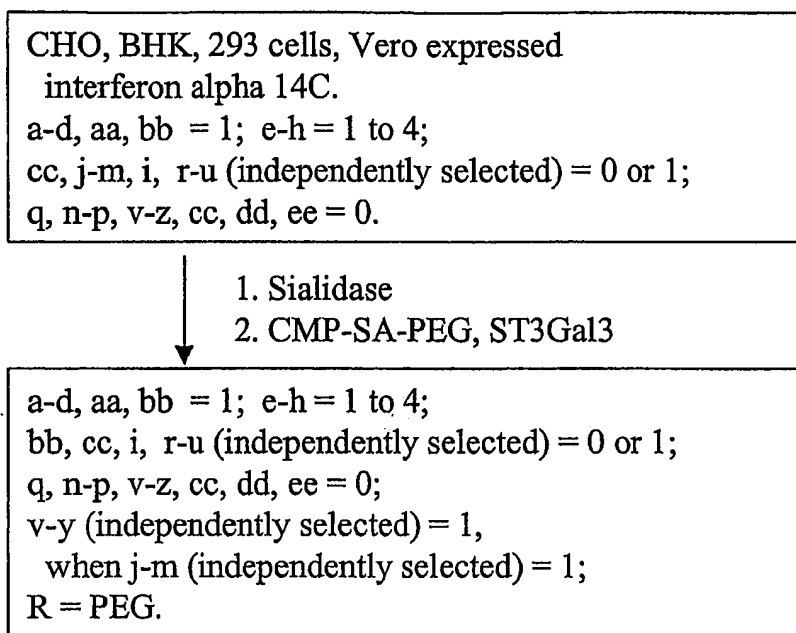 CHO, BHK, 293 cells, Vero expressed
interferon alpha 14C.
a-d, aa, bb = 1; e-h = 1 to 4;
cc, j-m, i, r-u (independently selected) = 0 or 1;
q, n-p, v-z, cc, dd, ee = 0.
1. Sialidase
2. CMP-SA-PEG, ST3Gal3
a-d, aa, bb = 1; e-h = 1 to 4;
bb, cc, i, r-u (independently selected) = 0 or 1;
q, n-p, v-z, cc, dd, ee = 0;
v-y (independently selected) = 1,
when j-m (independently selected) = 1;
R = PEG.